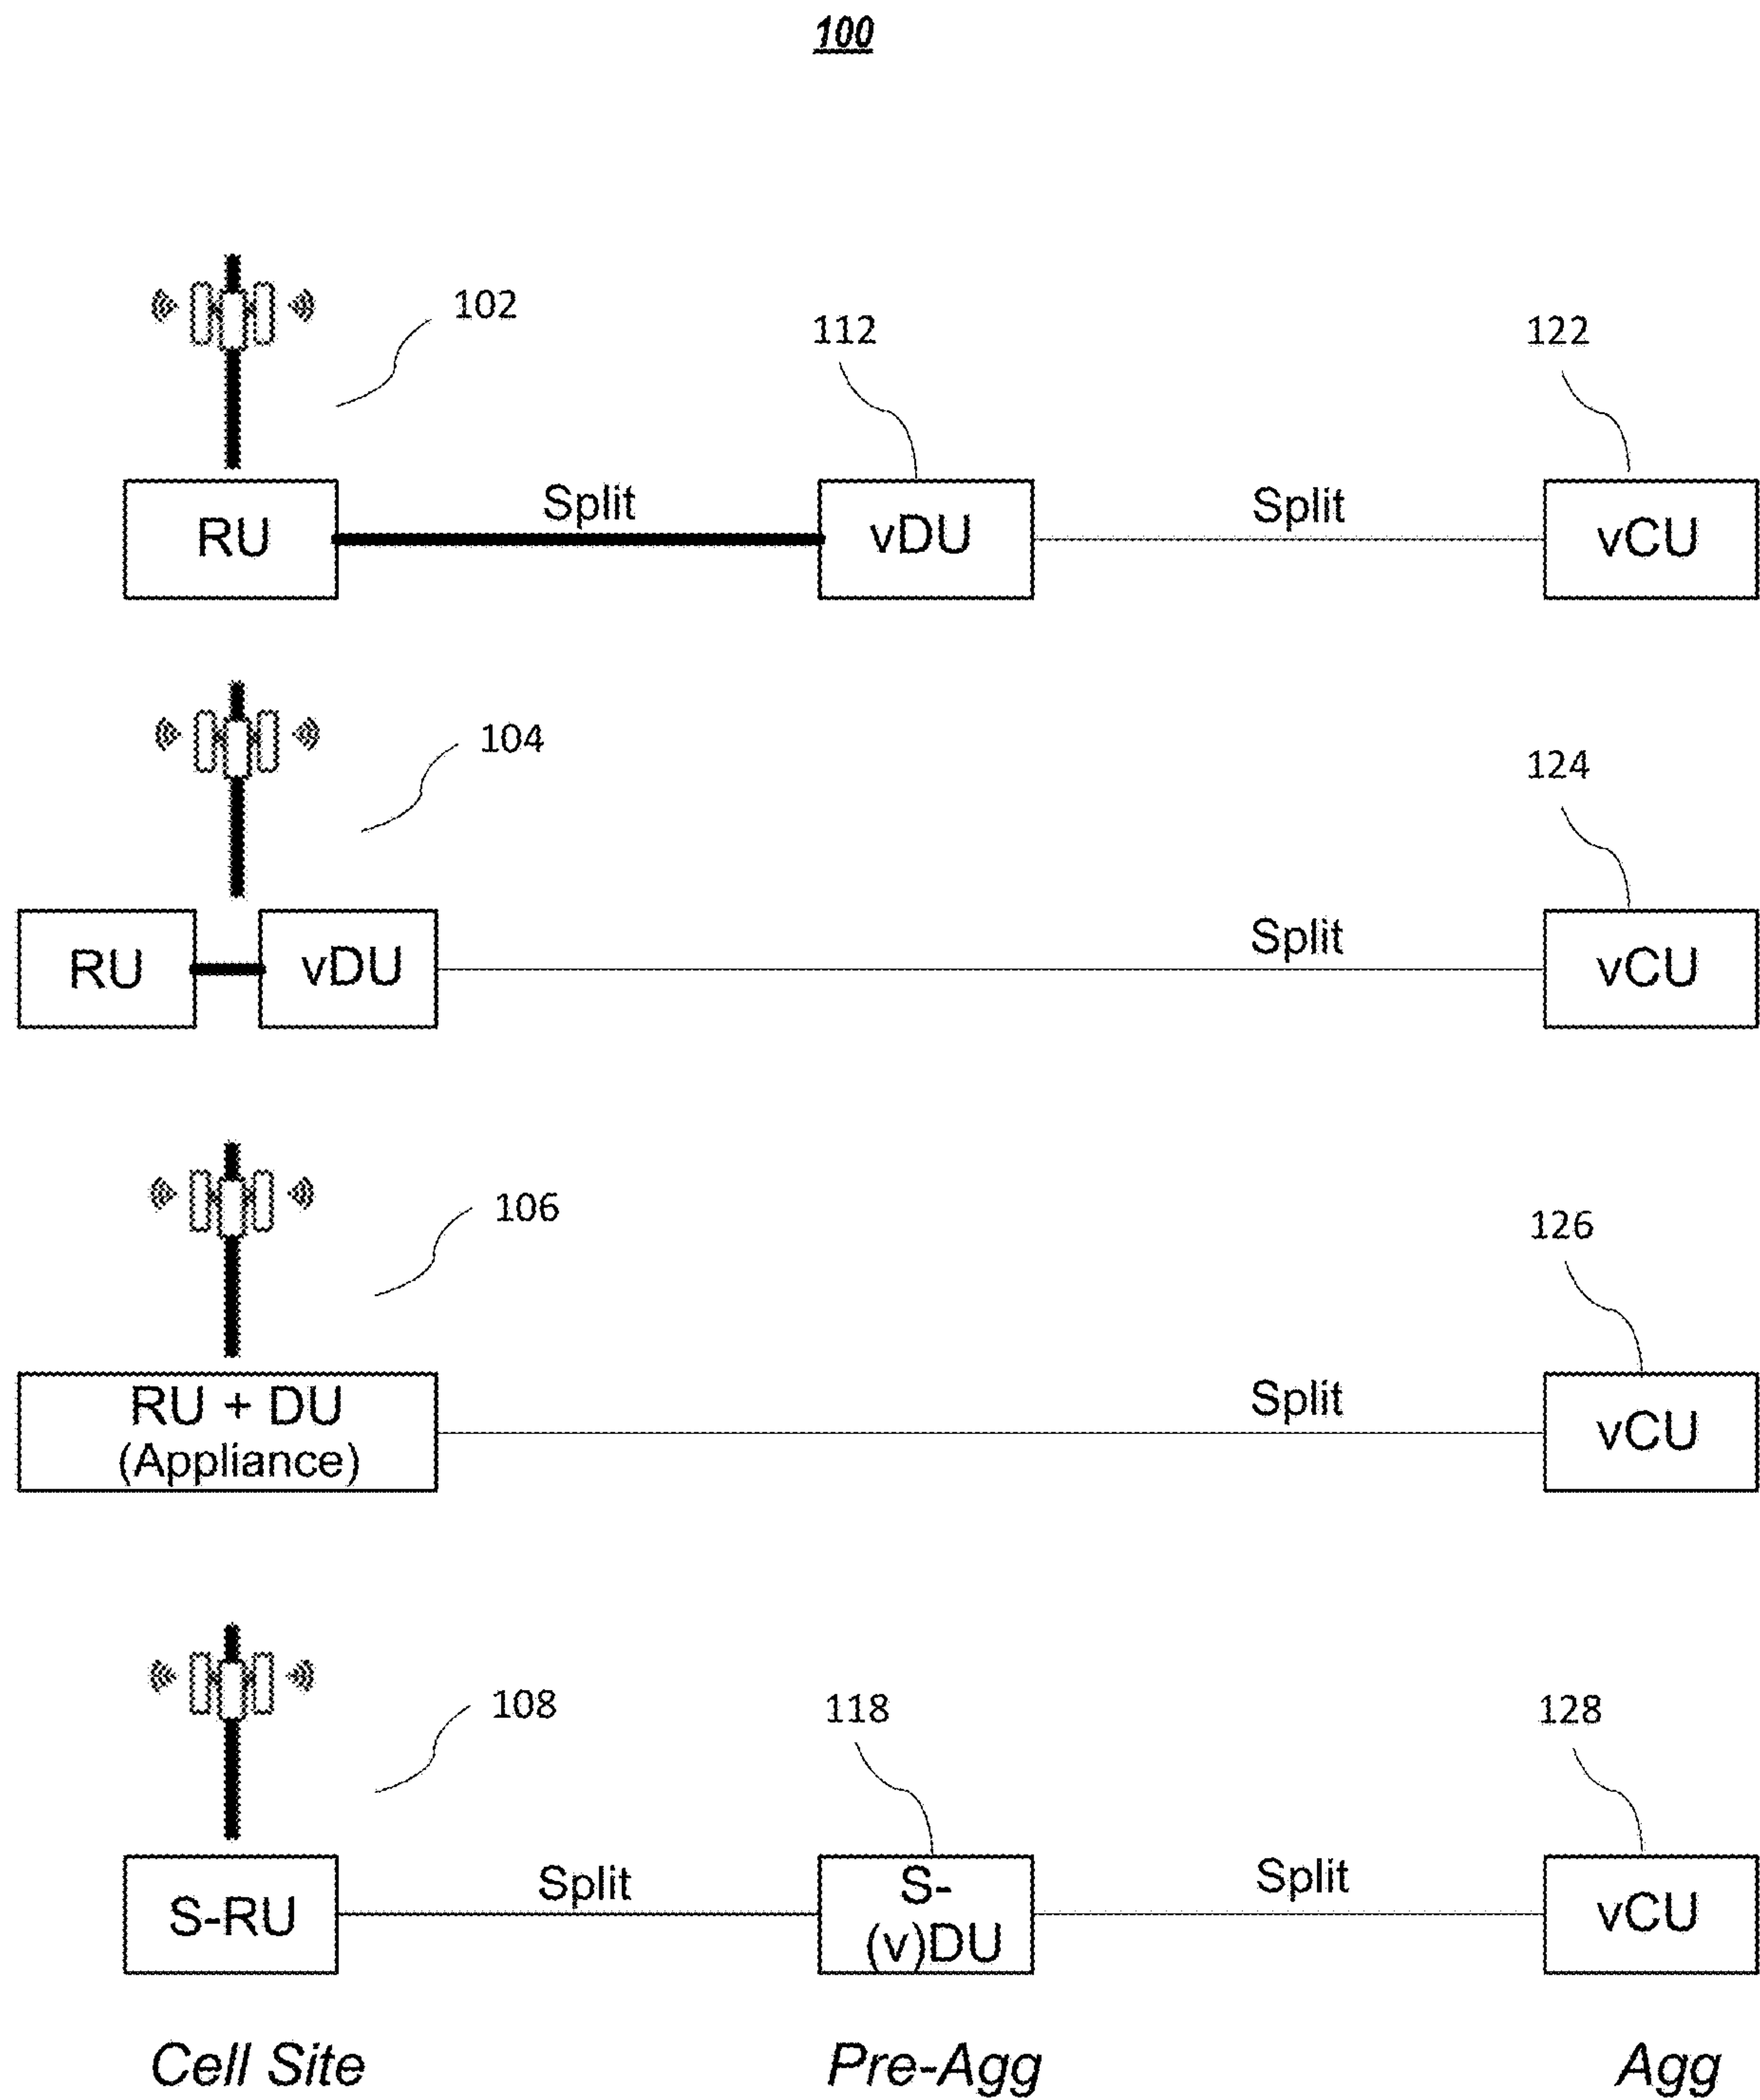 100
102
112
122
RU
Split
vDU
Split
vCU
104
124
RU
vDU
Split
vCU
106
126
RU + DU
(Appliance)
Split
vCU
108
118
128
S-RU
Split
S-
(v)DU
Split
vCU
Cell Site
Pre-Agg
Agg